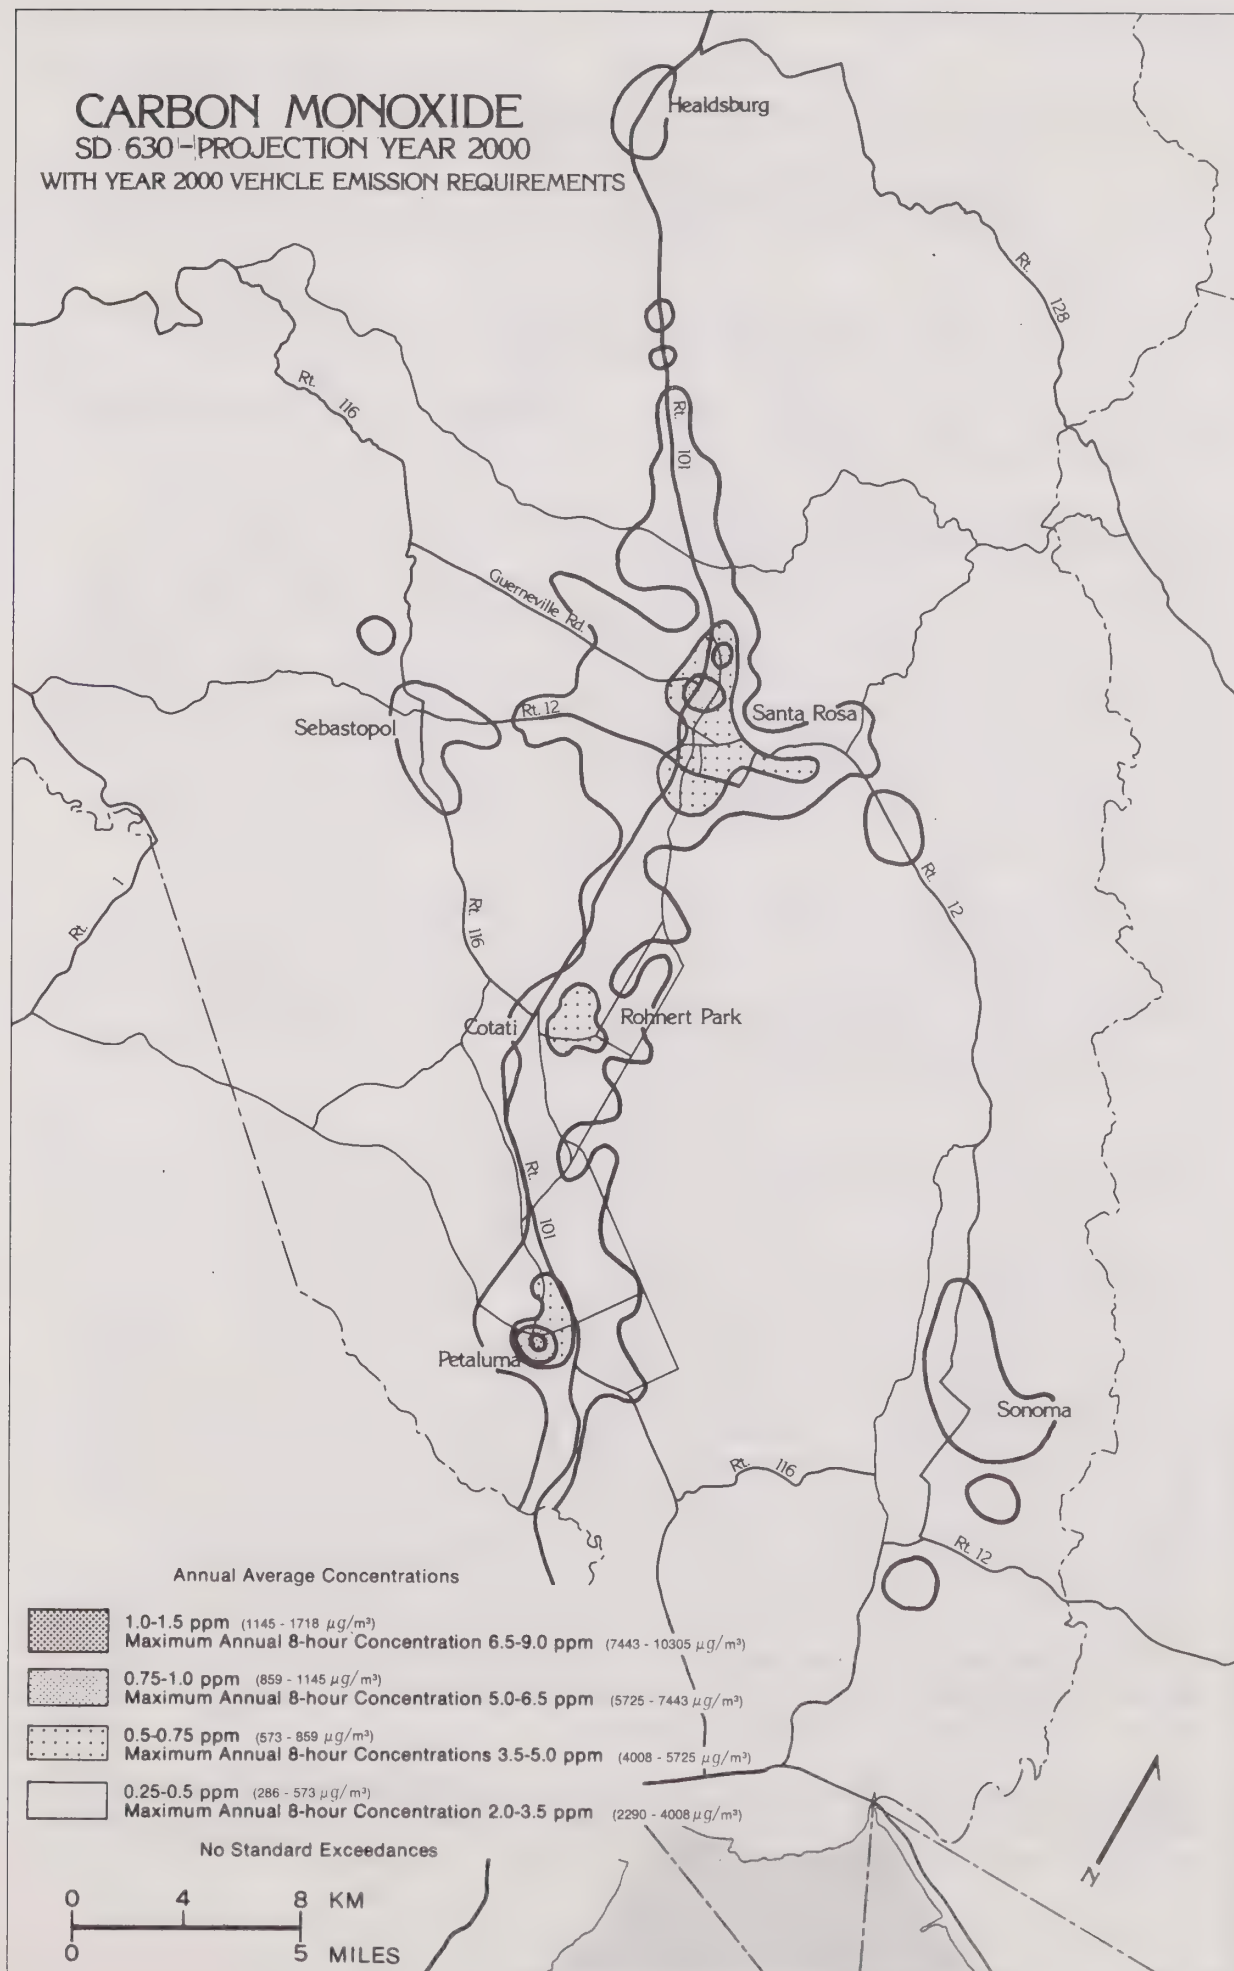 CARBON MONOXIDE
SD 630 - PROJECTION YEAR 2000
WITH YEAR 2000 VEHICLE EMISSION REQUIREMENTS
Healdsburg
Rt. 128
Rt. 116
Rt. 101
Guerneville Rd.
Rt. 12
Santa Rosa
Sebastopol
Rt. 12
Rt. 1
Rt. 116
Cotati
Rohnert Park
Rt. 101
Petaluma
Sonoma
Rt. 116
Rt. 12
Annual Average Concentrations
1.0-1.5 ppm (1145 - 1718 µg/m³)
Maximum Annual 8-hour Concentration 6.5-9.0 ppm (7443 - 10305 µg/m³)
0.75-1.0 ppm (859 - 1145 µg/m³)
Maximum Annual 8-hour Concentration 5.0-6.5 ppm (5725 - 7443 µg/m³)
0.5-0.75 ppm (573 - 859 µg/m³)
Maximum Annual 8-hour Concentrations 3.5-5.0 ppm (4008 - 5725 µg/m³)
0.25-0.5 ppm (286 - 573 µg/m³)
Maximum Annual 8-hour Concentration 2.0-3.5 ppm (2290 - 4008 µg/m³)
No Standard Exceedances
N
0 4 8 KM
0 5 MILES